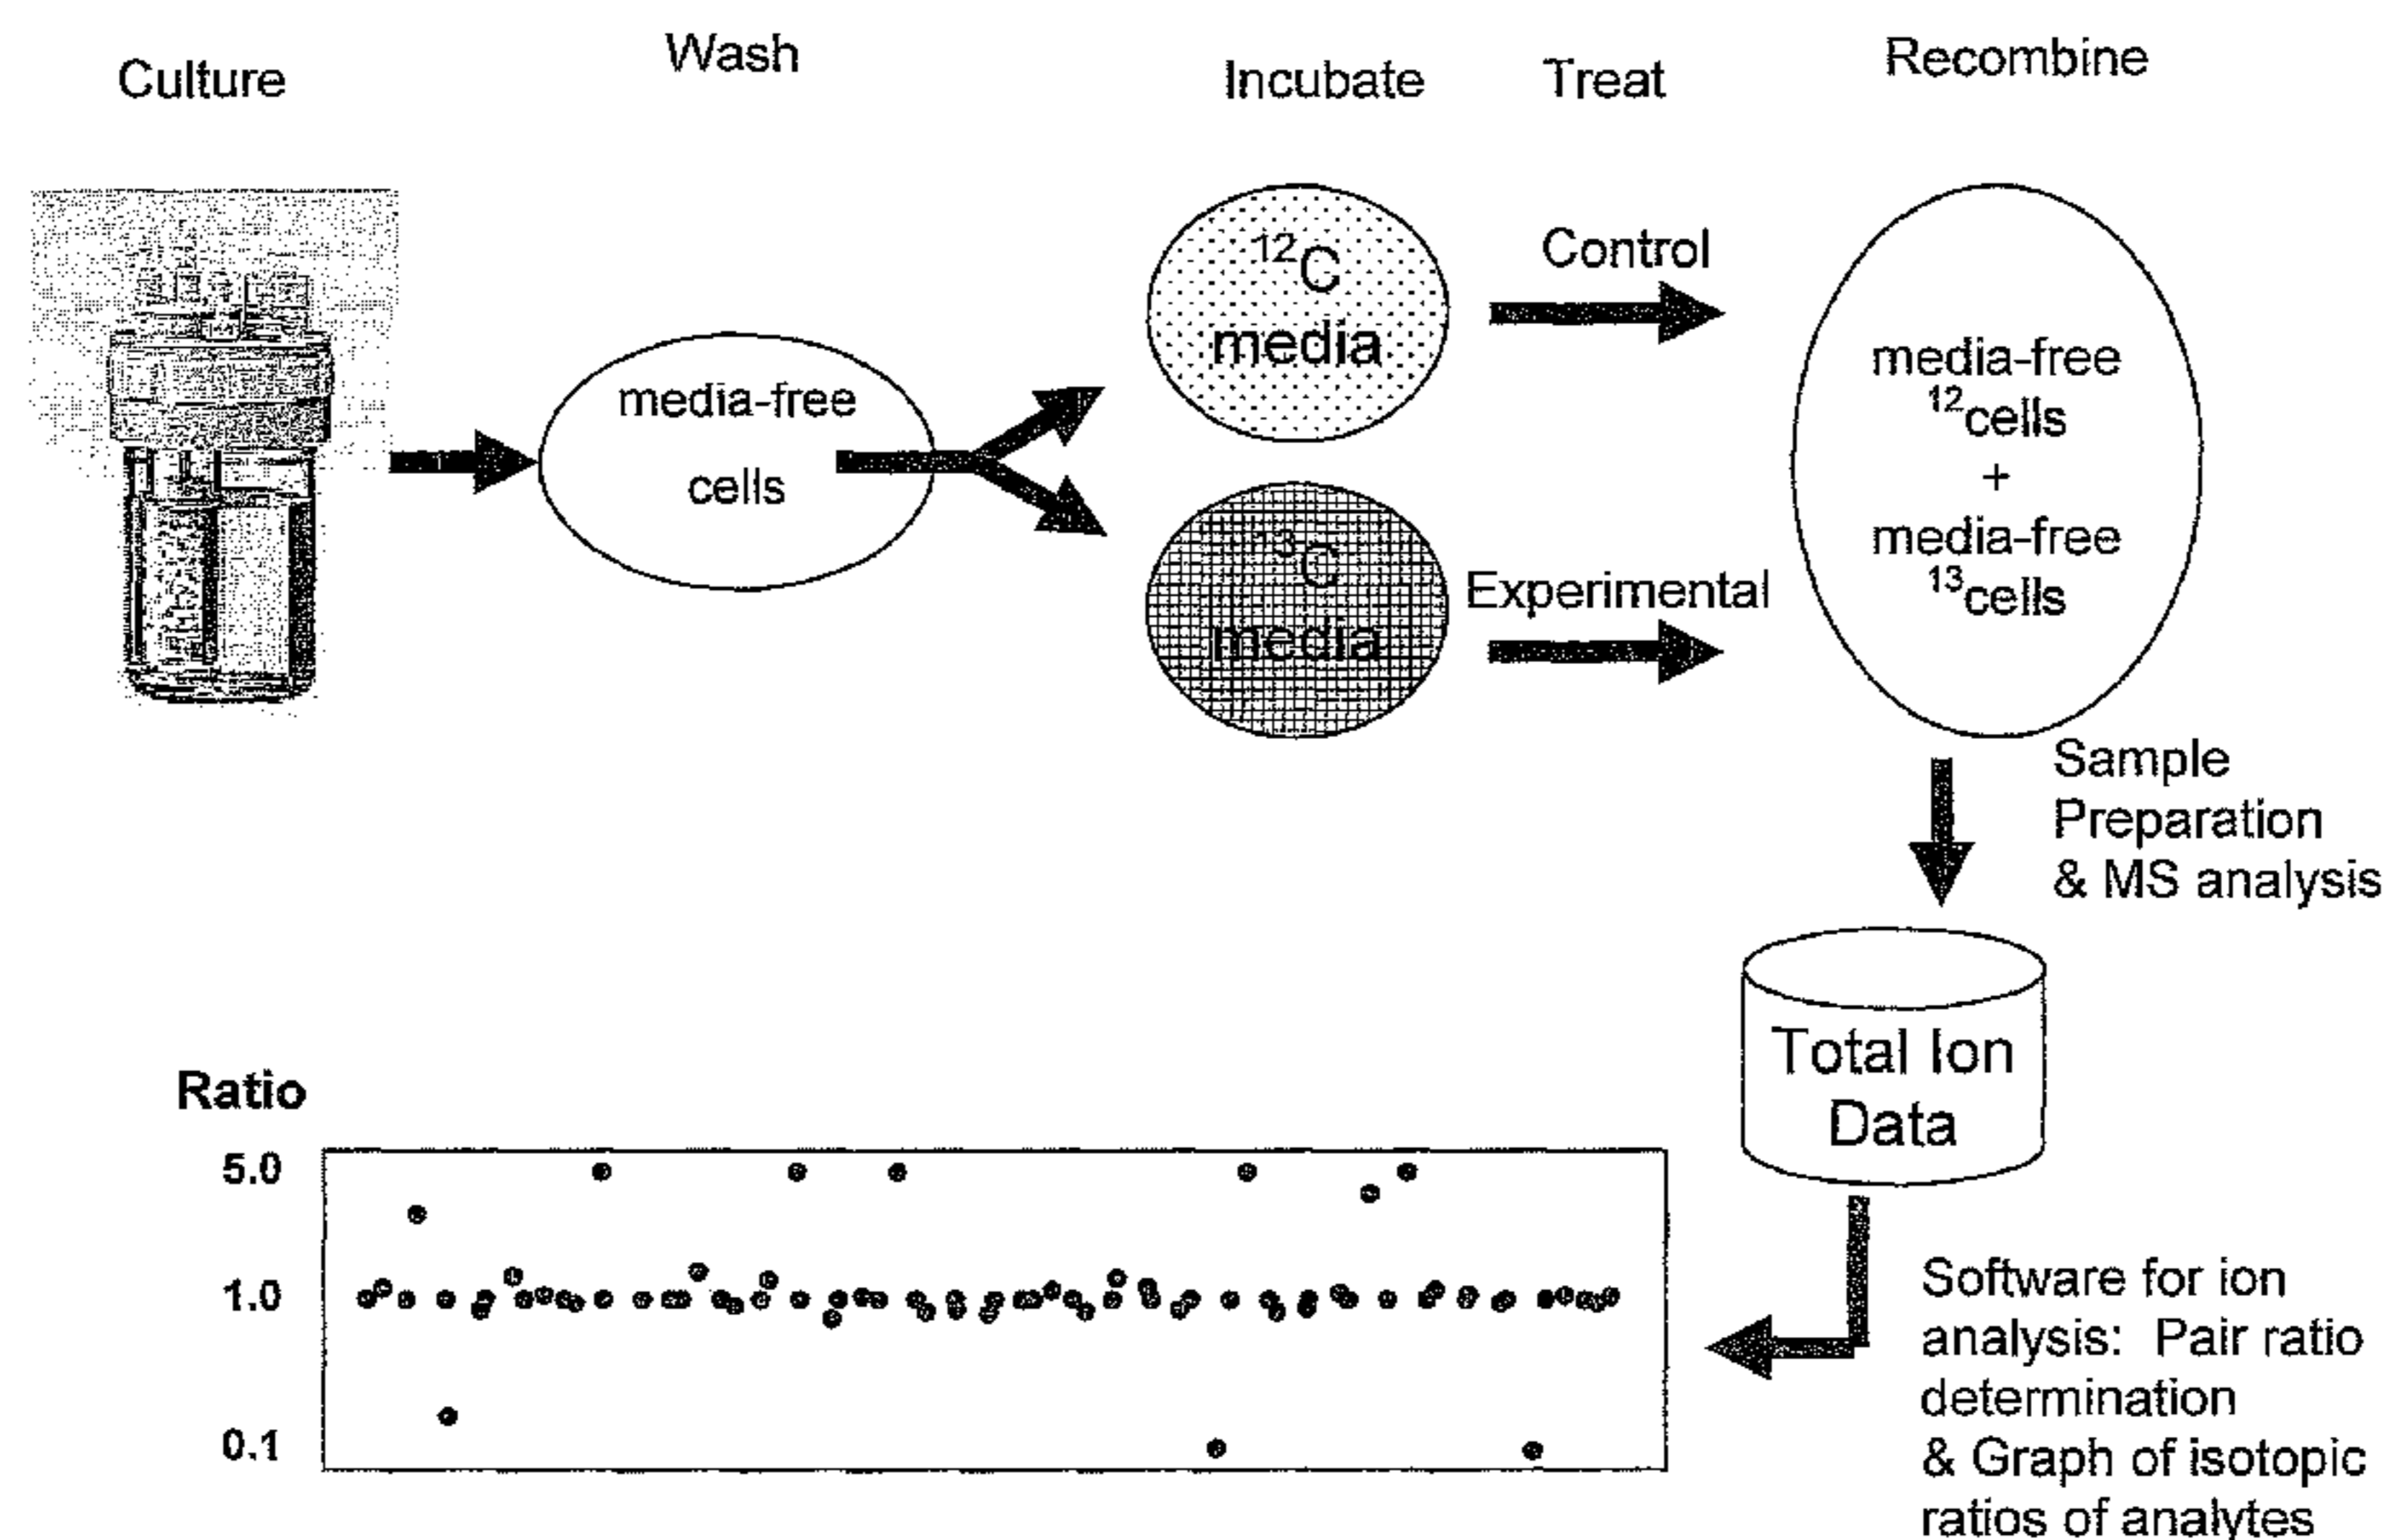 Culture
Wash
Incubate
Treat
Recombine
media-free
cells
¹²C
media
¹³C
media
Control
Experimental
media-free
¹²cells
+
media-free
¹³cells
Sample
Preparation
& MS analysis
Total Ion
Data
Software for ion
analysis: Pair ratio
determination
& Graph of isotopic
ratios of analytes
Ratio
5.0
1.0
0.1